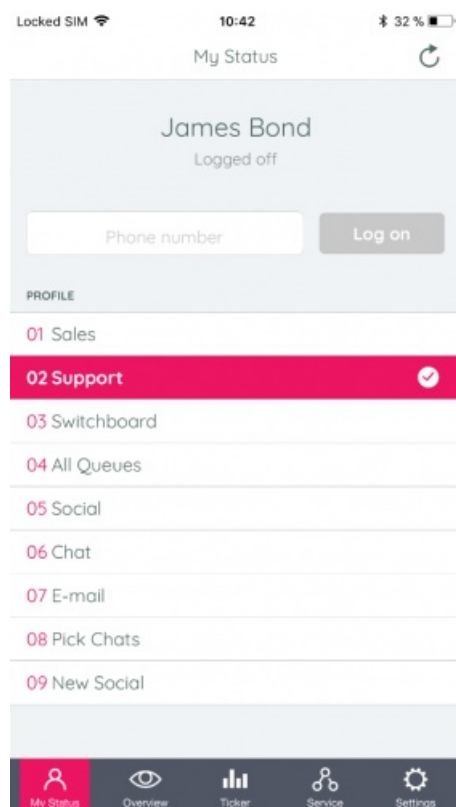 Locked SIM 10:42 32 %
My Status
James Bond
Logged off
Phone number Log on
PROFILE
01 Sales
02 Support
03 Switchboard
04 All Queues
05 Social
06 Chat
07 E-mail
08 Pick Chats
09 New Social
My Status Overview Ticker Service Settings